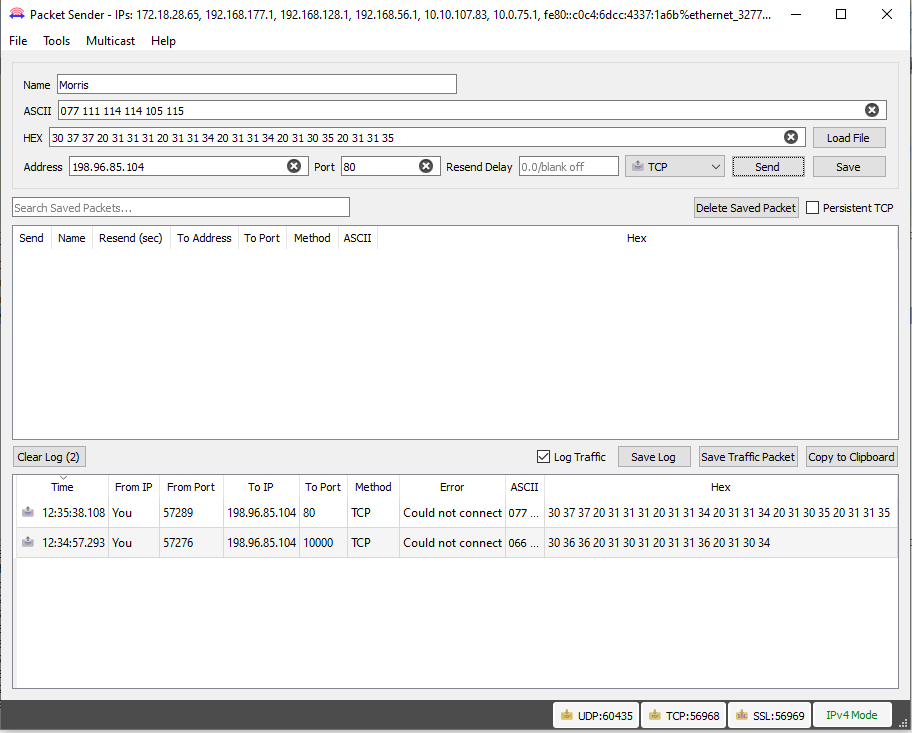 Packet Sender - IPs: 172.18.28.65, 192.168.177.1, 192.168.128.1, 192.168.56.1, 10.10.107.83, 10.0.75.1, fe80::c0c4:6dcc:4337:1a6b%ethernet_3277...
File Tools Multicast Help
Name Morris
ASCII 077 111 114 114 105 115
HEX 30 37 37 20 31 31 31 20 31 31 34 20 31 31 34 20 31 30 35 20 31 31 35 Load File
Address 198.96.85.104 Port 80 Resend Delay 0.0/blank off TCP Send Save
Search Saved Packets... Delete Saved Packet Persistent TCP
Send Name Resend (sec) To Address To Port Method ASCII Hex
Clear Log (2) Log Traffic Save Log Save Traffic Packet Copy to Clipboard
Time From IP From Port To IP To Port Method Error ASCII Hex
12:35:38.108 You 57289 198.96.85.104 80 TCP Could not connect 077 ... 30 37 37 20 31 31 31 20 31 31 34 20 31 31 34 20 31 30 35 20 31 31 35
12:34:57.293 You 57276 198.96.85.104 10000 TCP Could not connect 066 ... 30 36 36 20 31 30 31 20 31 31 36 20 31 30 34
UDP:60435 TCP:56968 SSL:56969 IPv4 Mode